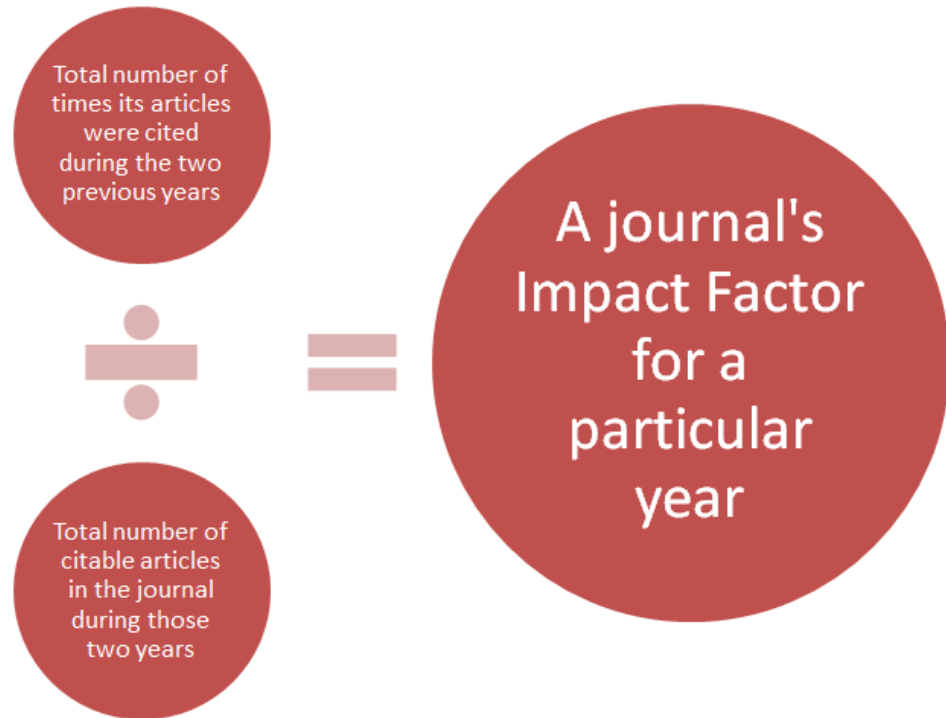 Total number of
times its articles
were cited
during the two
previous years
Total number of
citable articles
in the journal
during those
two years
A journal's
Impact Factor
for a
particular
year